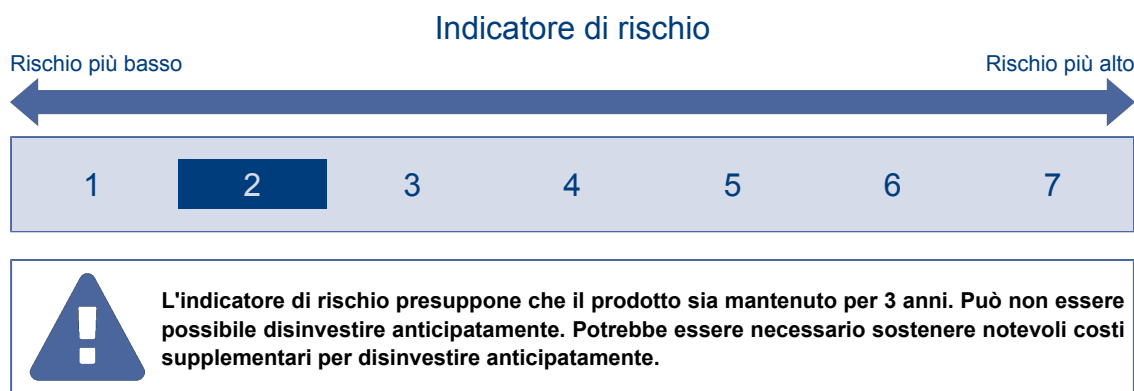 Indicatore di rischio
Rischio più basso
Rischio più alto
1 2 3 4 5 6 7
L'indicatore di rischio presuppone che il prodotto sia mantenuto per 3 anni. Può non essere
possibile disinvestire anticipatamente. Potrebbe essere necessario sostenere notevoli costi
supplementari per disinvestire anticipatamente.